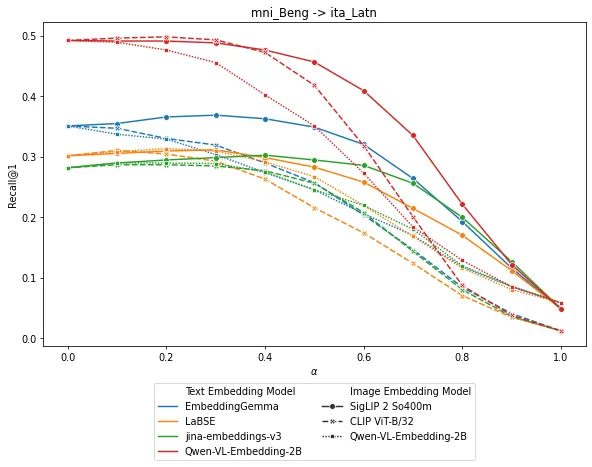 mni_Beng -> ita_Latn
Recall@1
0.5
0.4
0.3
0.2
0.1
0.0
0.0 0.2 0.4 0.6 0.8 1.0
α
Text Embedding Model
EmbeddingGemma
LaBSE
jina-embeddings-v3
Qwen-VL-Embedding-2B
Image Embedding Model
SigLIP 2 So400m
CLIP ViT-B/32
Qwen-VL-Embedding-2B